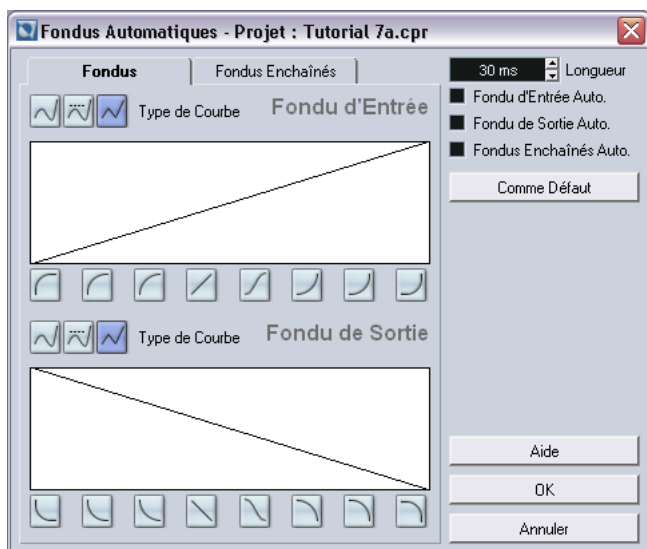 Fondus Automatiques - Projet : Tutorial 7a.cpr
Fondus
Fondus Enchaînés
Type de Courbe
Fondu d'Entrée
Type de Courbe
Fondu de Sortie
30 ms
Longueur
Fondu d'Entrée Auto.
Fondu de Sortie Auto.
Fondus Enchaînés Auto.
Comme Défaut
Aide
OK
Annuler